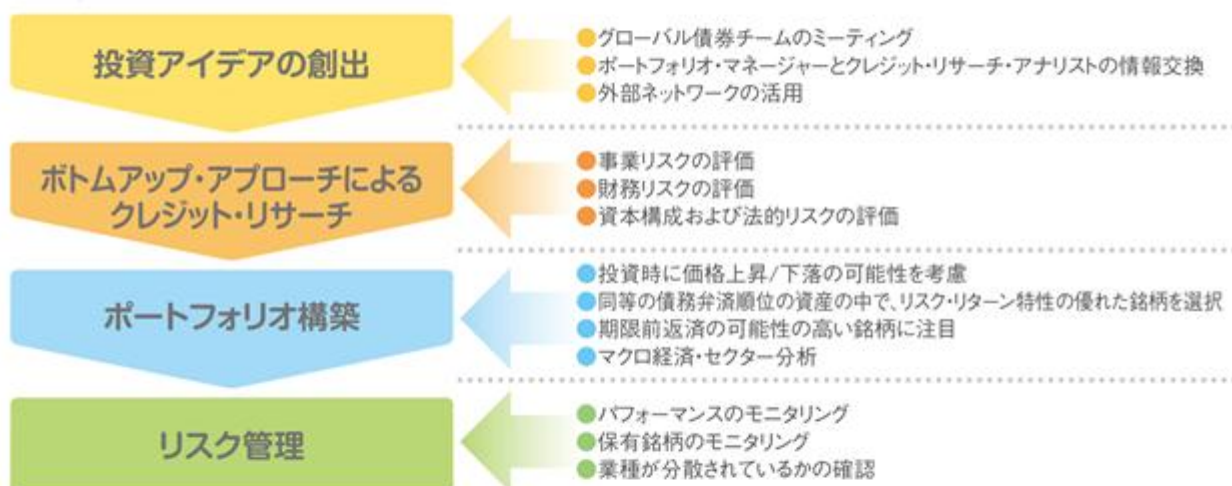 投資アイデアの創出
●グローバル債券チームのミーティング
●ポートフォリオ・マネージャーとクレジット・リサーチ・アナリストの情報交換
●外部ネットワークの活用
ボトムアップ・アプローチによる
クレジット・リサーチ
●事業リスクの評価
●財務リスクの評価
●資本構成および法的リスクの評価
ポートフォリオ構築
●投資時に価格上昇/下落の可能性を考慮
●同等の債務弁済順位の資産の中で、リスク・リターン特性の優れた銘柄を選択
●期限前返済の可能性の高い銘柄に注目
●マクロ経済・セクター分析
リスク管理
●パフォーマンスのモニタリング
●保有銘柄のモニタリング
●業種が分散されているかの確認